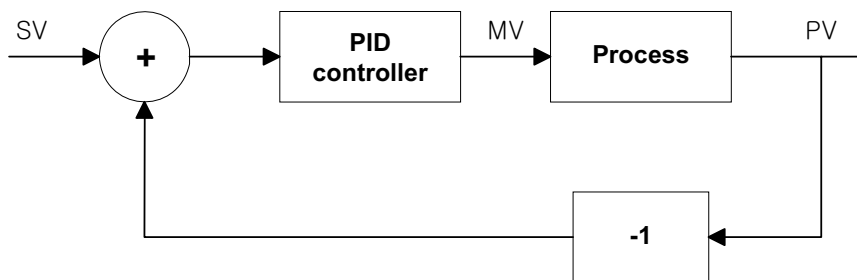 SV
+
PID
controller
MV
Process
PV
-1